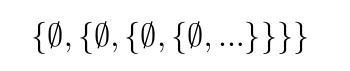 {∅, {∅, {∅, {∅, ...}}}}